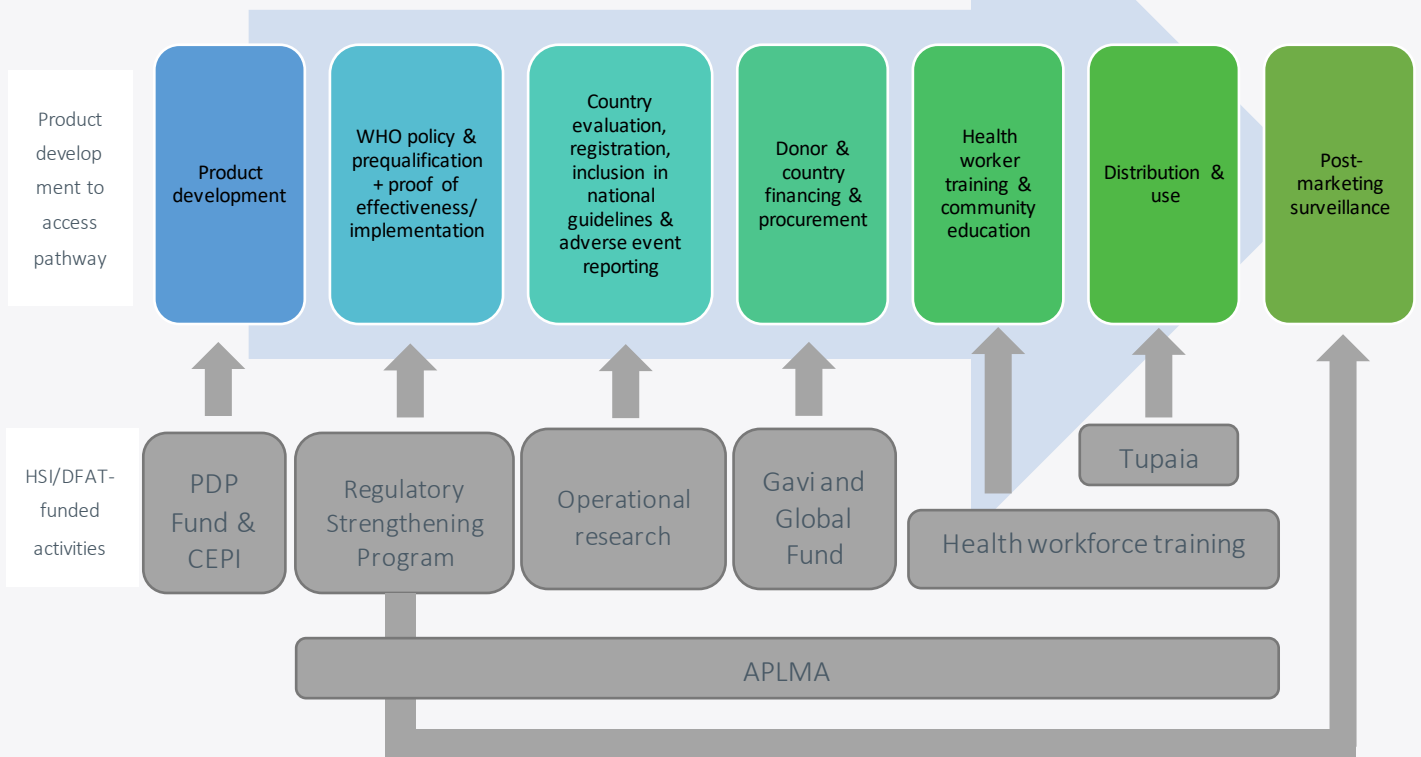 Product
develop
ment to
access
pathway
Product
development
WHO policy &
prequalification
+ proof of
effectiveness/
implementation
Country
evaluation,
registration,
inclusion in
national
guidelines &
adverse event
reporting
Donor &
country
financing &
procurement
Health
worker
training &
community
education
Distribution &
use
Post-
marketing
surveillance
HSI/DFAT-
funded
activities
PDP
Fund &
CEPI
Regulatory
Strengthening
Program
Operational
research
Gavi and
Global
Fund
Tupaia
Health workforce training
APLMA